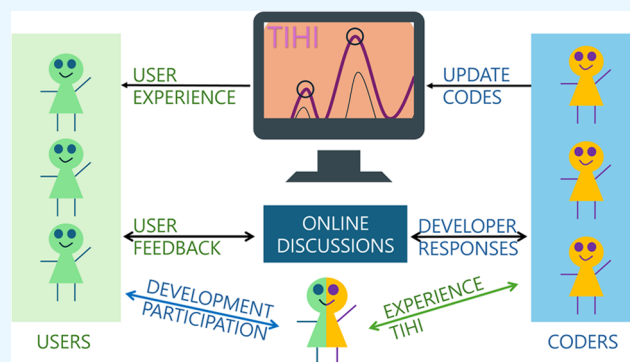 TIHI
USER
EXPERIENCE
UPDATE
CODES
USER
FEEDBACK
ONLINE
DISCUSSIONS
DEVELOPER
RESPONSES
DEVELOPMENT
PARTICIPATION
EXPERIENCE
TIHI
USERS
CODERS